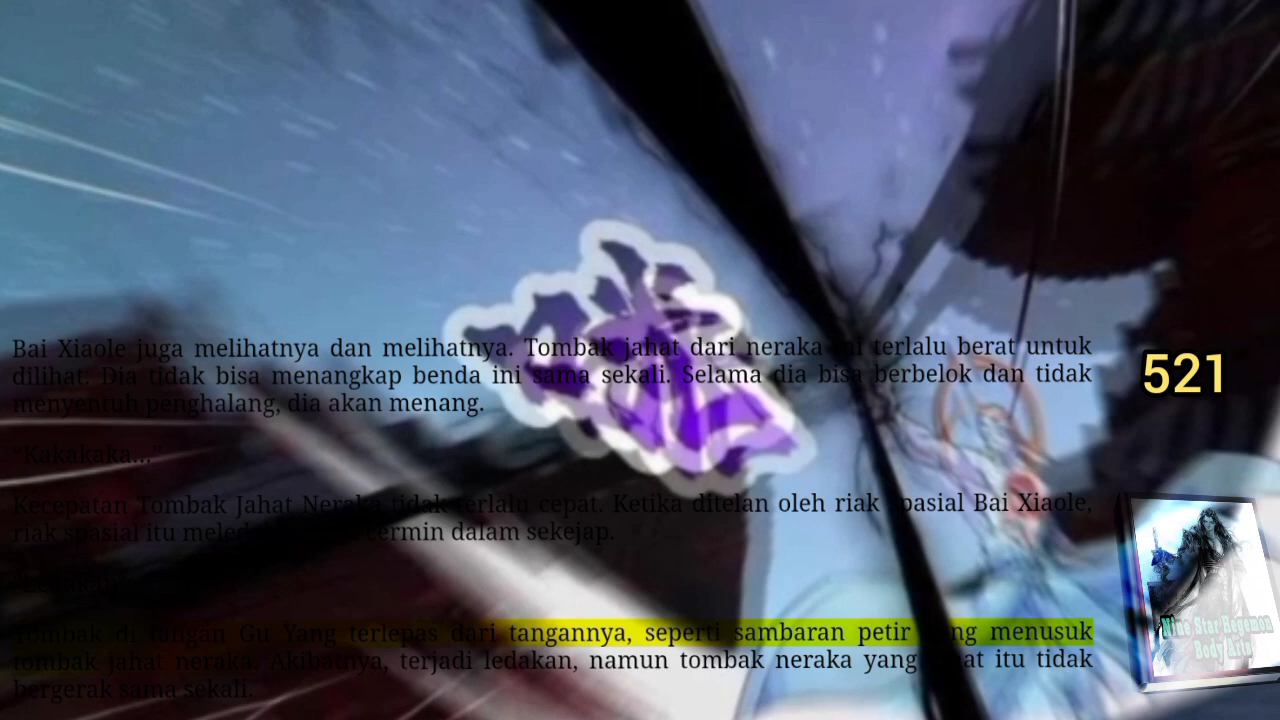 Bai Xiaole juga melihatnya dan melihatnya. Tombak jahat dari neraka ini terlalu berat untuk
dilihat. Dia tidak bisa menangkap benda ini sama sekali. Selama dia bisa berbelok dan tidak
menyentuh penghalang, dia akan menang.
"Kakakaka..."
Kecepatan Tombak Jahat Neraka tidak terlalu cepat. Ketika ditelan oleh riak spasial Bai Xiaole,
riak spasial itu cermin dalam sekejap.
Tombak di tangan Gu Yang terlepas dari tangannya, seperti sambaran petir yang menusuk
tombak jahat neraka. Akibatnya, terjadi ledakan, namun tombak neraka yang jahat itu tidak
bergerak sama sekali.
521
Nine Star Hegemon
Body Arts